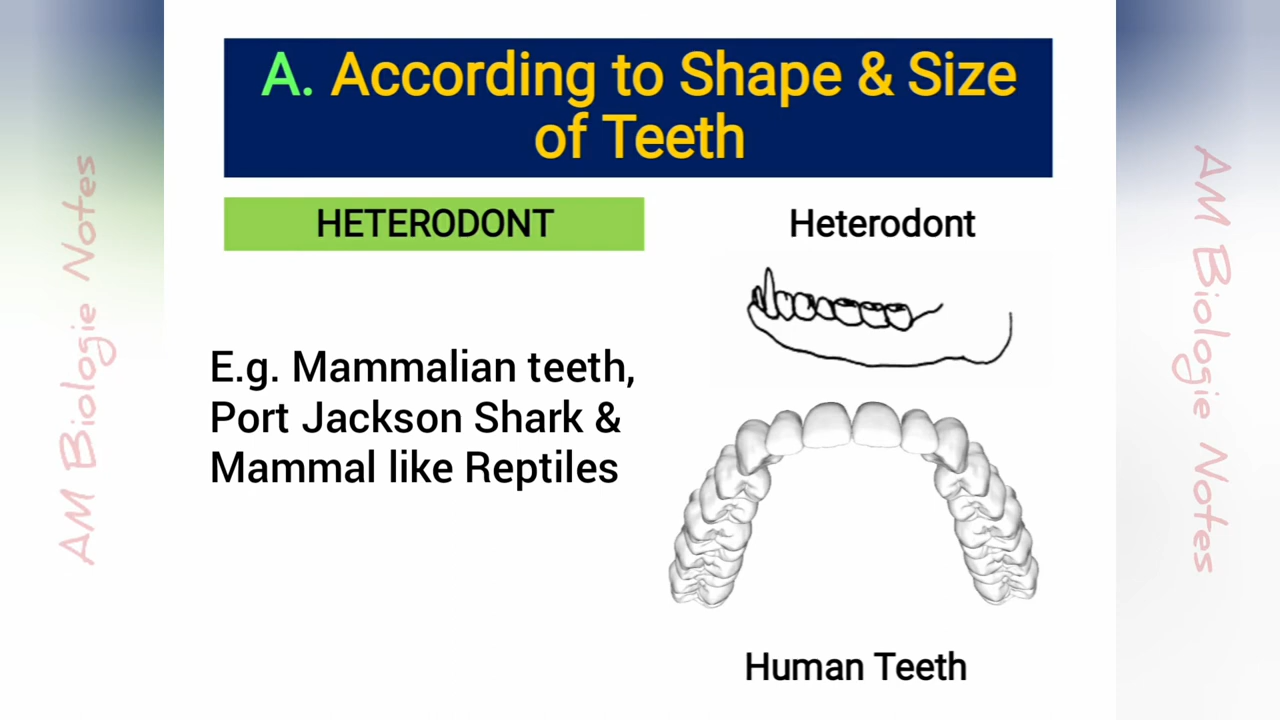 A. According to Shape & Size
of Teeth
HETERODONT
Heterodont
E.g. Mammalian teeth,
Port Jackson Shark &
Mammal like Reptiles
Human Teeth
AM Biologie Notes
AM Biologie Notes